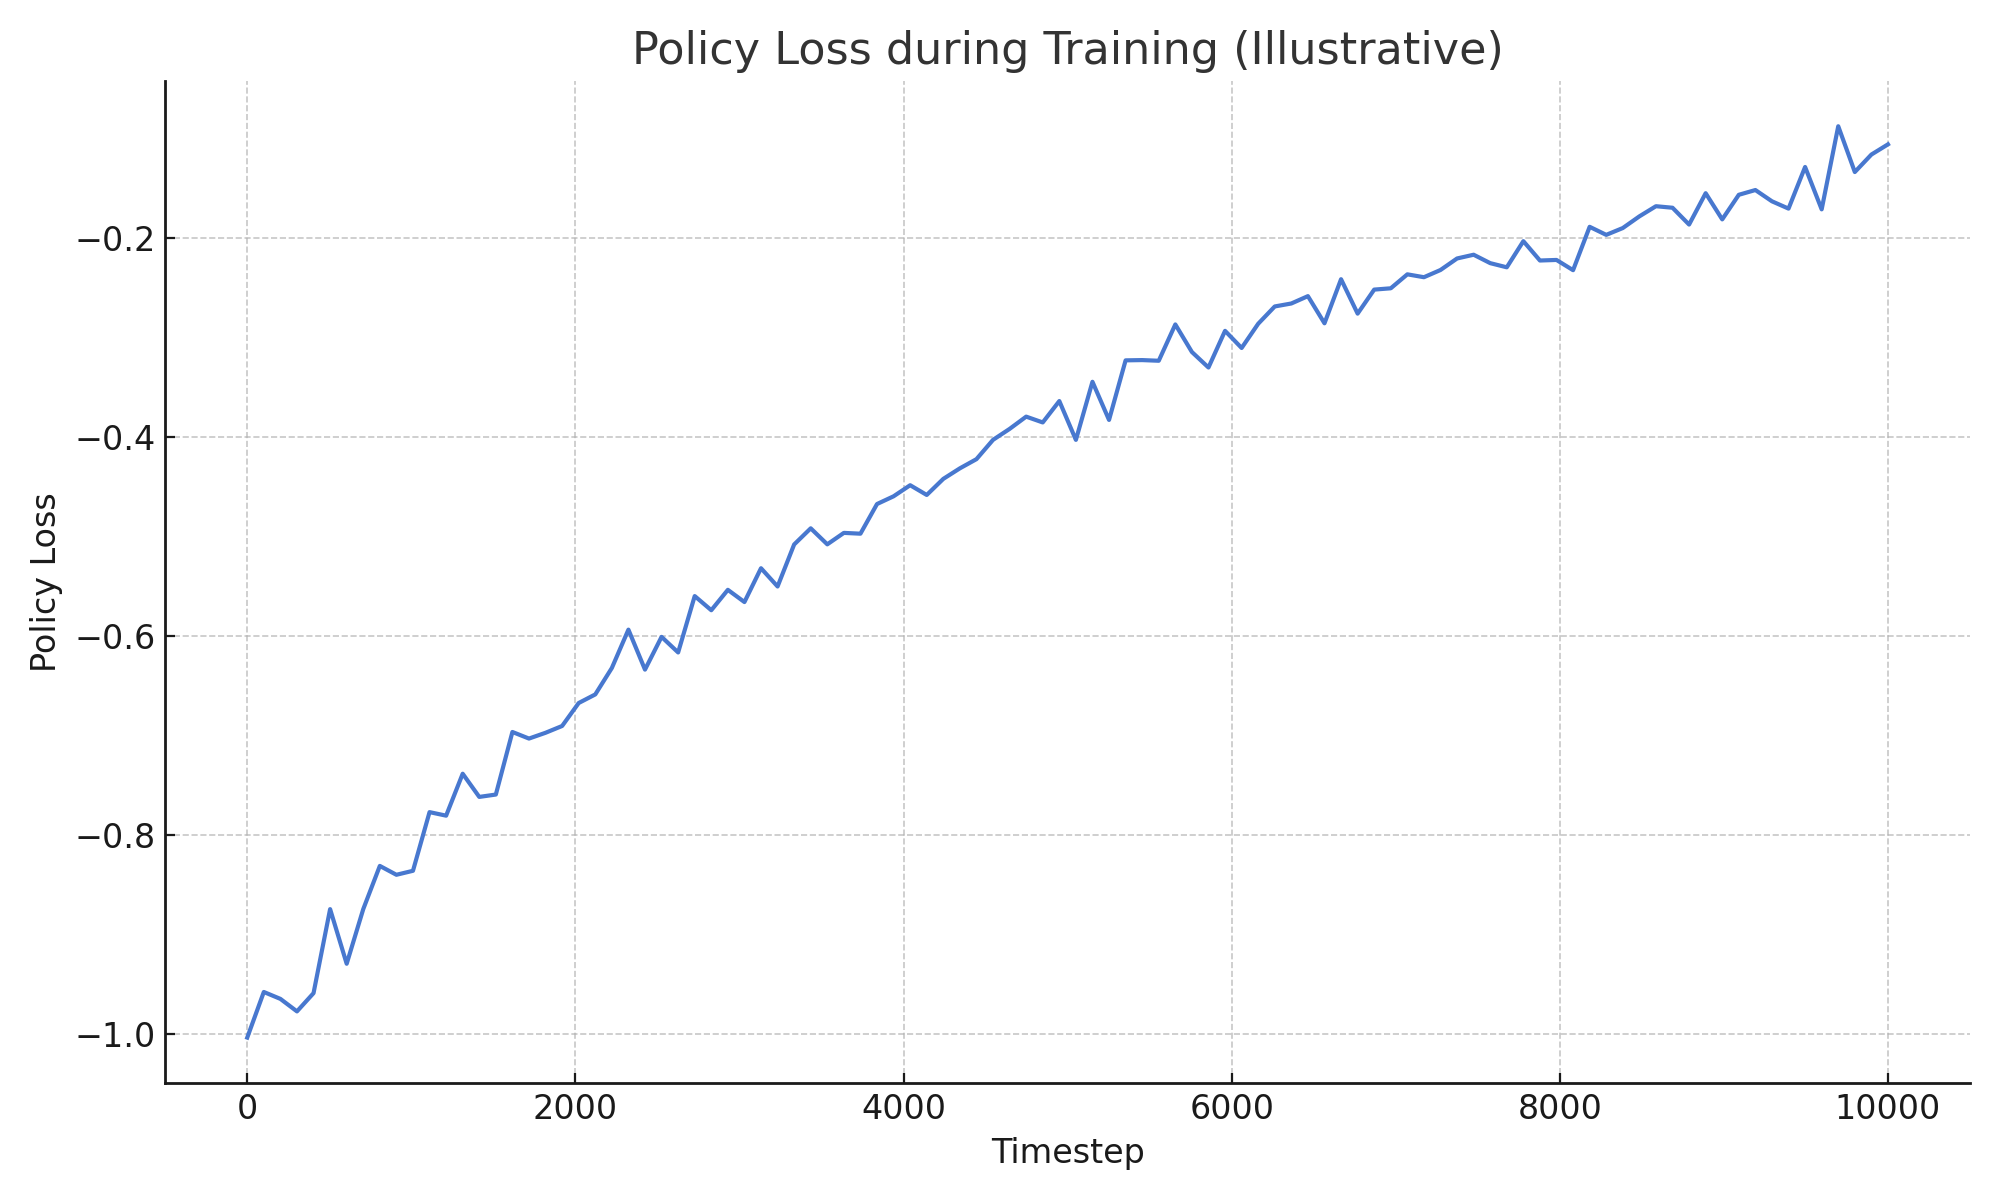 Policy Loss during Training (Illustrative)
Policy Loss
−0.2
−0.4
−0.6
−0.8
−1.0
0 2000 4000 6000 8000 10000
Timestep